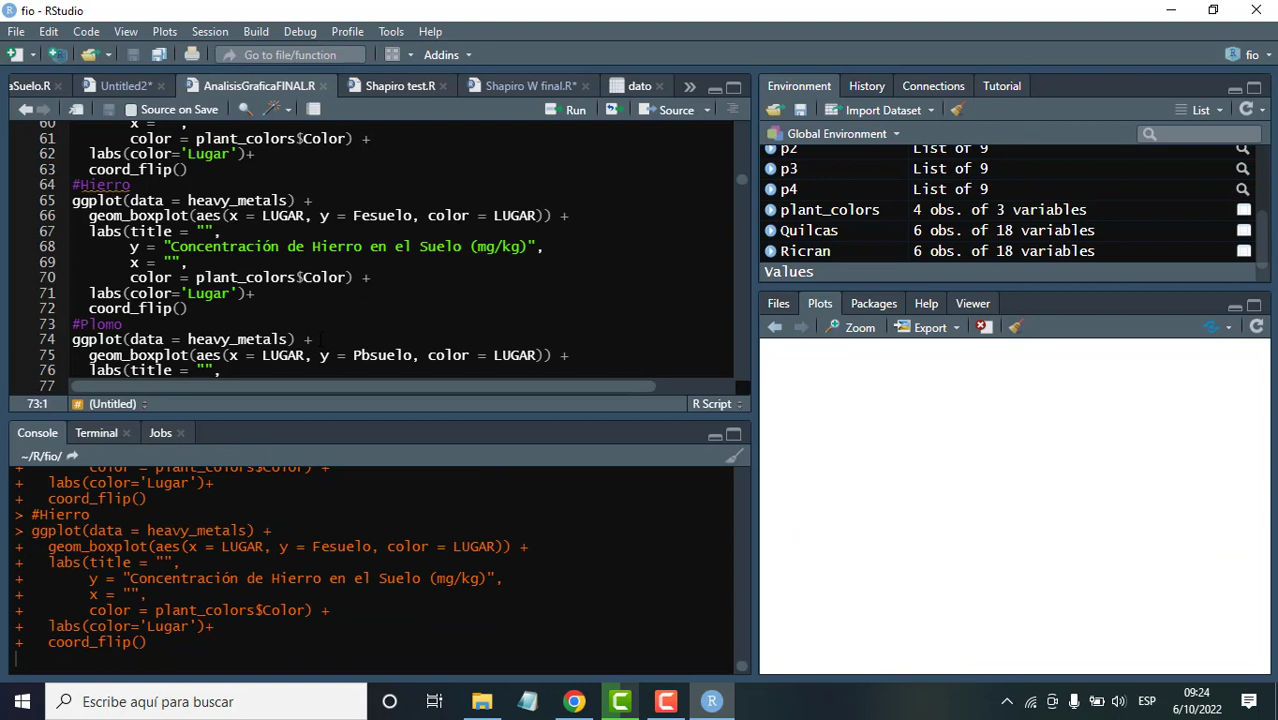 fio - RStudio
File Edit Code View Plots Session Build Debug Profile Tools Help
Go to file/function Addins fio
aSuelo.R Untitled2* AnalisisGraficaFINAL.R Shapiro test.R Shapiro W final.R* dato
Source on Save Run Source
60 x = "",
61 color = plant_colors$Color) +
62 labs(color='Lugar')+
63 coord_flip()
64 #Hierro
65 ggplot(data = heavy_metals) +
66 geom_boxplot(aes(x = LUGAR, y = Fesuelo, color = LUGAR)) +
67 labs(title = "",
68 y = "Concentración de Hierro en el Suelo (mg/kg)",
69 x = "",
70 color = plant_colors$Color) +
71 labs(color='Lugar')+
72 coord_flip()
73 #Plomo
74 ggplot(data = heavy_metals) +
75 geom_boxplot(aes(x = LUGAR, y = Pbsuelo, color = LUGAR)) +
76 labs(title = "",
77
73:1 # (Untitled) R Script
Console Terminal Jobs
~/R/fio/
+ color = plant_colors$Color) +
+ labs(color='Lugar')+
+ coord_flip()
> #Hierro
> ggplot(data = heavy_metals) +
+ geom_boxplot(aes(x = LUGAR, y = Fesuelo, color = LUGAR)) +
+ labs(title = "",
+ y = "Concentración de Hierro en el Suelo (mg/kg)",
+ x = "",
+ color = plant_colors$Color) +
+ labs(color='Lugar')+
+ coord_flip()
Environment History Connections Tutorial
Import Dataset List
Global Environment
p2 List of 9
p3 List of 9
p4 List of 9
plant_colors 4 obs. of 3 variables
Quilcas 6 obs. of 18 variables
Ricran 6 obs. of 18 variables
Values
Files Plots Packages Help Viewer
Zoom Export
Escribe aquí para buscar
ESP
09:24
6/10/2022